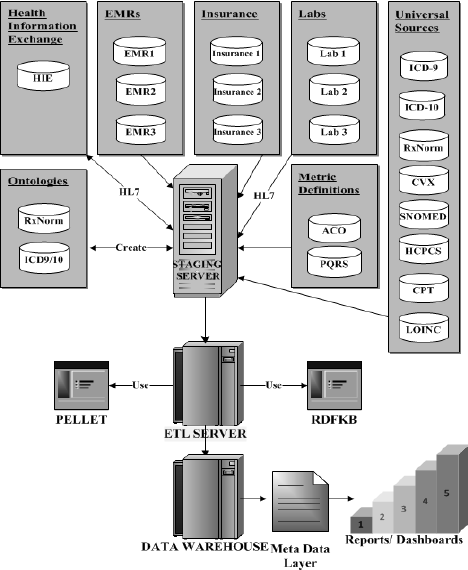 Health
Information
Exchange
HIE
EMRs
EMR1
EMR2
EMR3
Insurance
Insurance 1
Insurance 2
Insurance 3
Labs
Lab 1
Lab 2
Lab 3
Universal
Sources
ICD-9
ICD-10
RxNorm
CVX
SNOMED
HCPCS
CPT
LOINC
Ontologies
RxNorm
ICD9/10
HL7
Create
HL7
STAGING
SERVER
Metric
Definitions
ACO
PQRS
PELLET
Use
ETL SERVER
Use
RDFKB
DATA WAREHOUSE
Meta Data
Layer
1
2
3
4
5
Reports/ Dashboards